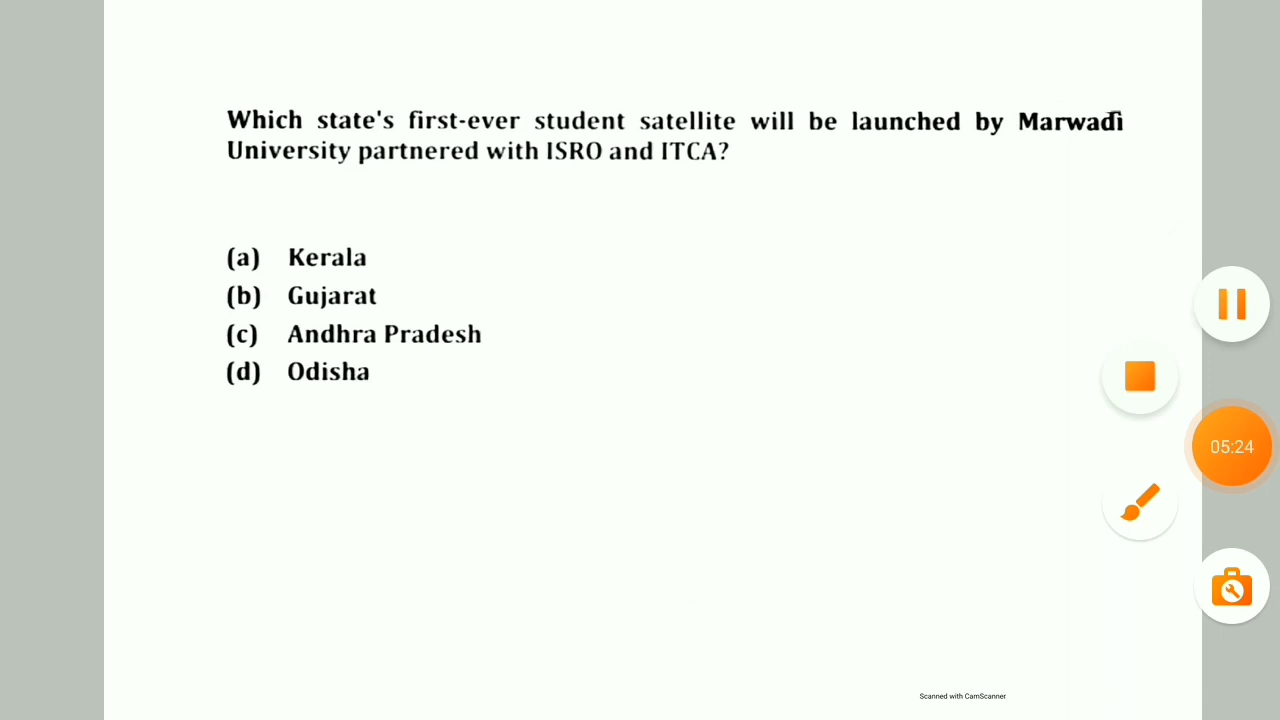 Which state's first-ever student satellite will be launched by Marwadi
University partnered with ISRO and ITCA?
(a) Kerala
(b) Gujarat
(c) Andhra Pradesh
(d) Odisha
05:24
Scanned with CamScanner